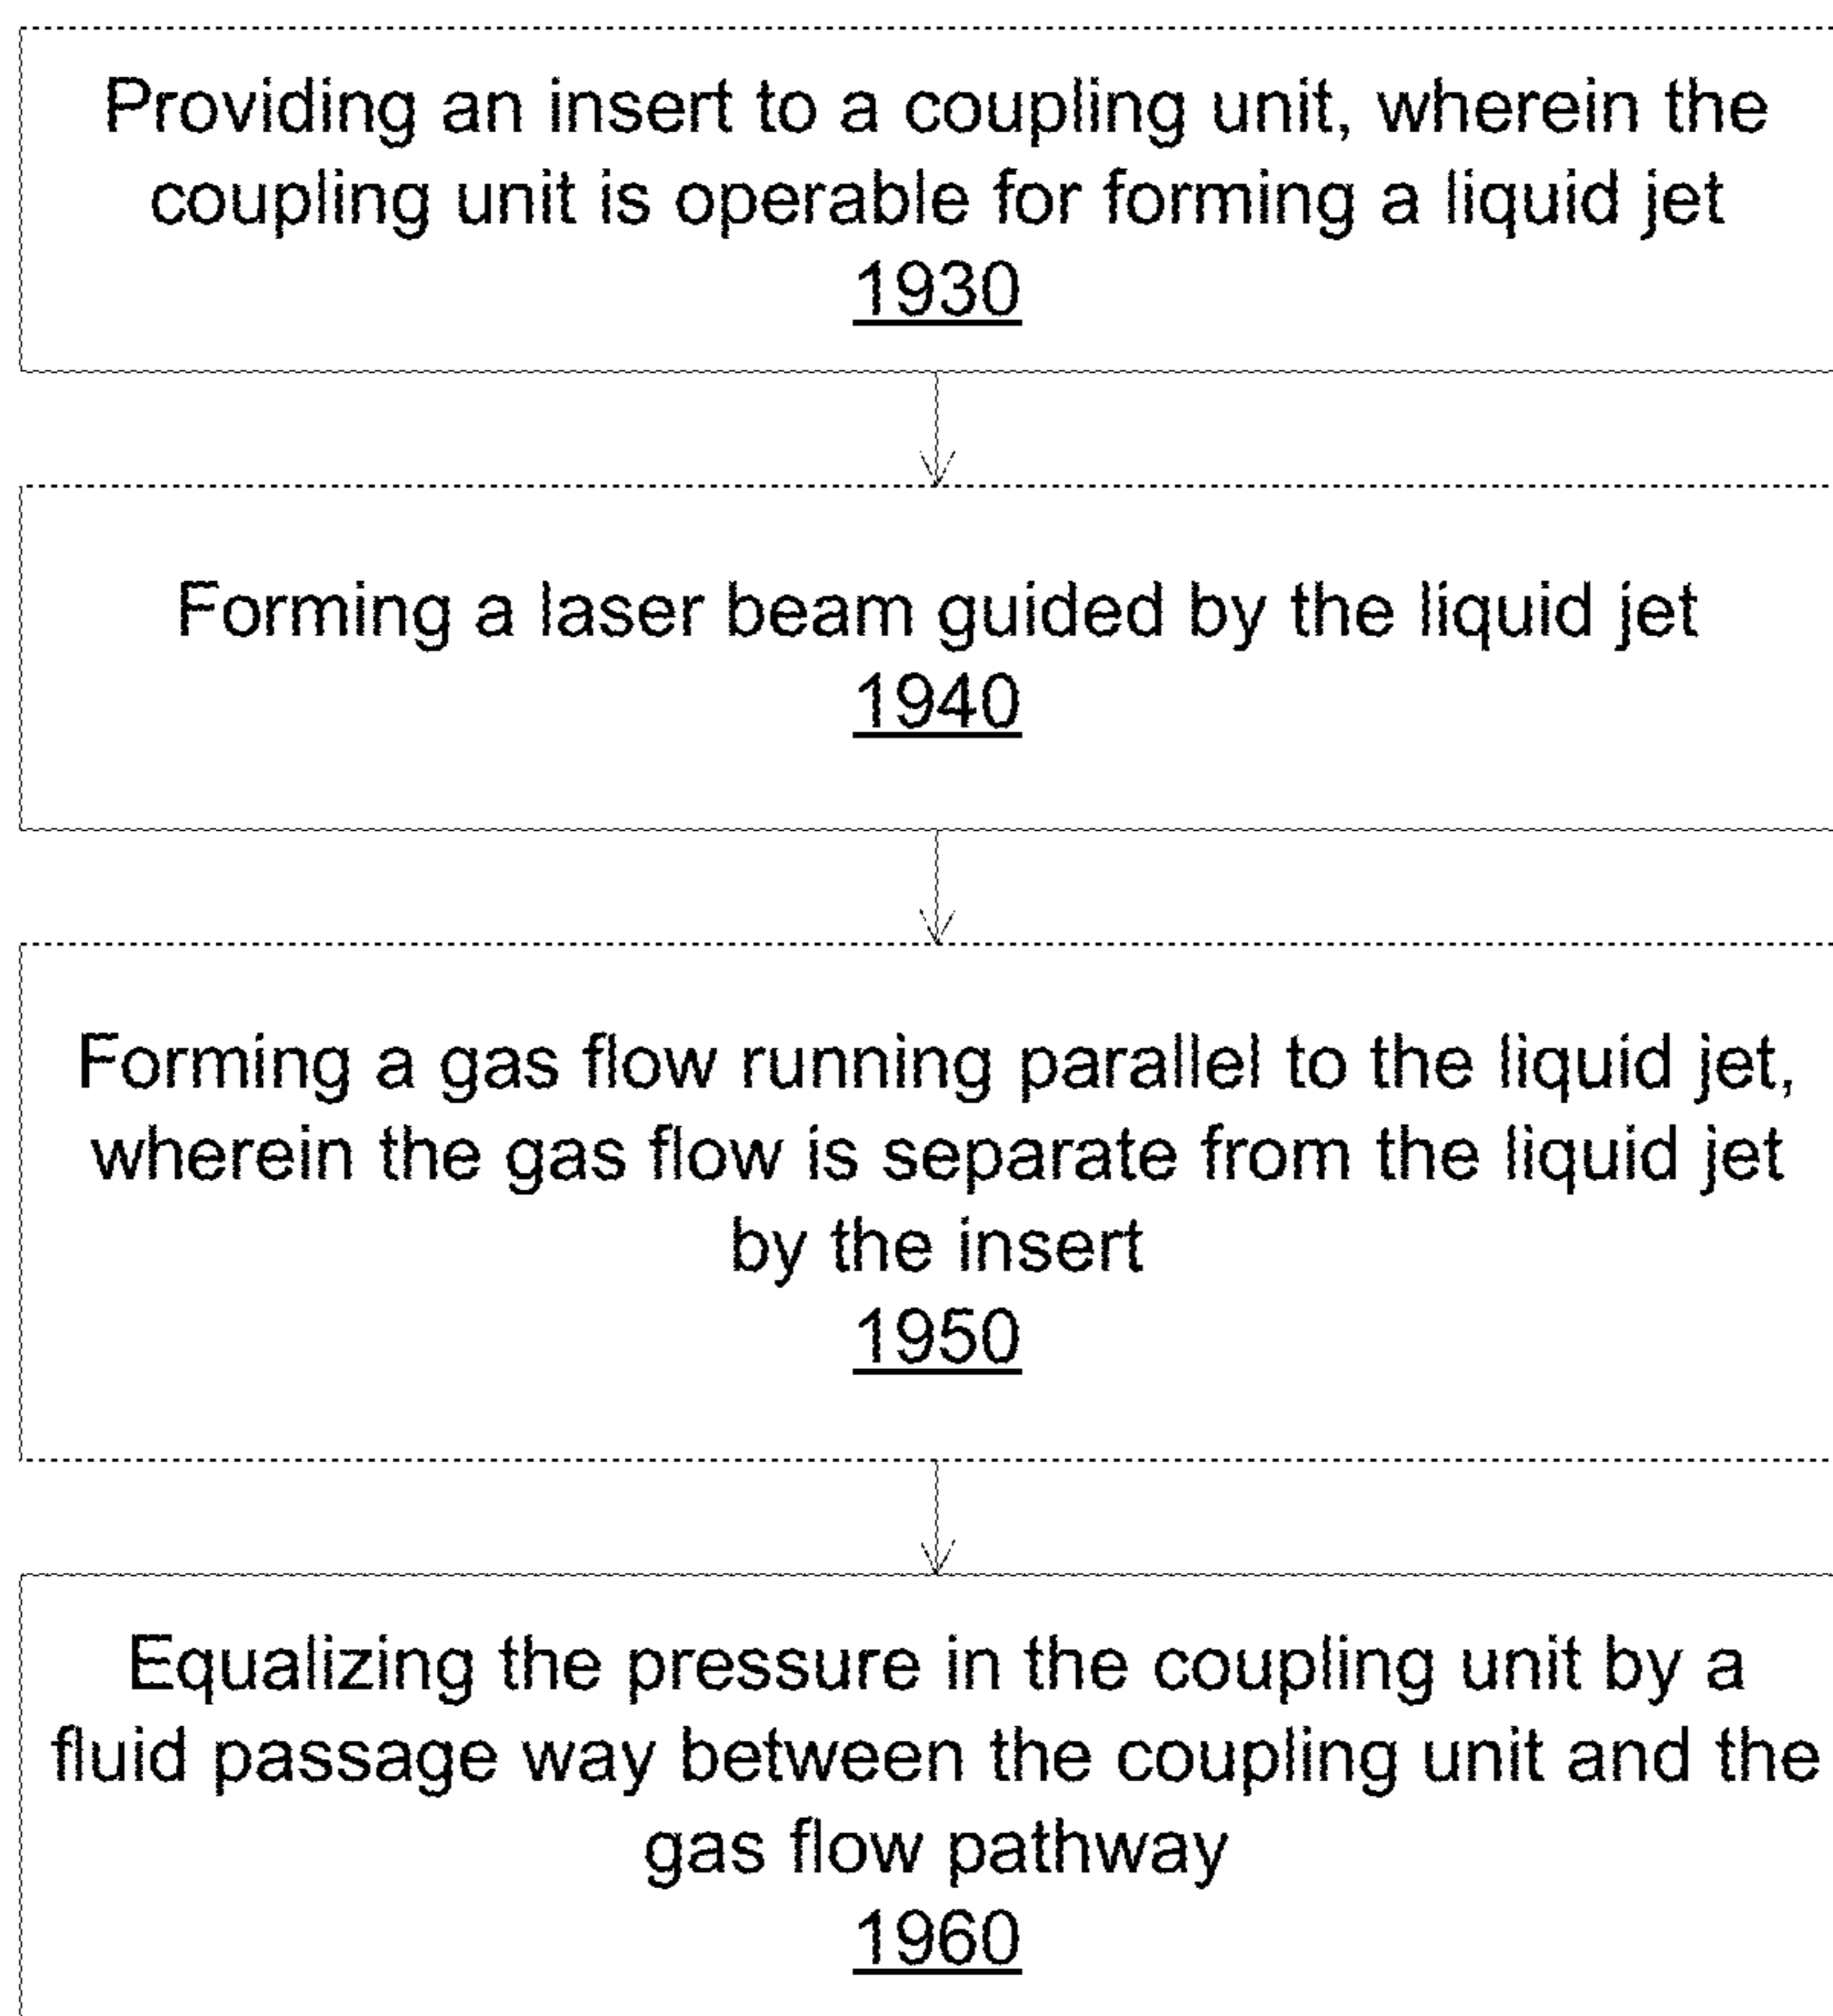 Providing an insert to a coupling unit, wherein the
coupling unit is operable for forming a liquid jet
1930
Forming a laser beam guided by the liquid jet
1940
Forming a gas flow running parallel to the liquid jet,
wherein the gas flow is separate from the liquid jet
by the insert
1950
Equalizing the pressure in the coupling unit by a
fluid passage way between the coupling unit and the
gas flow pathway
1960